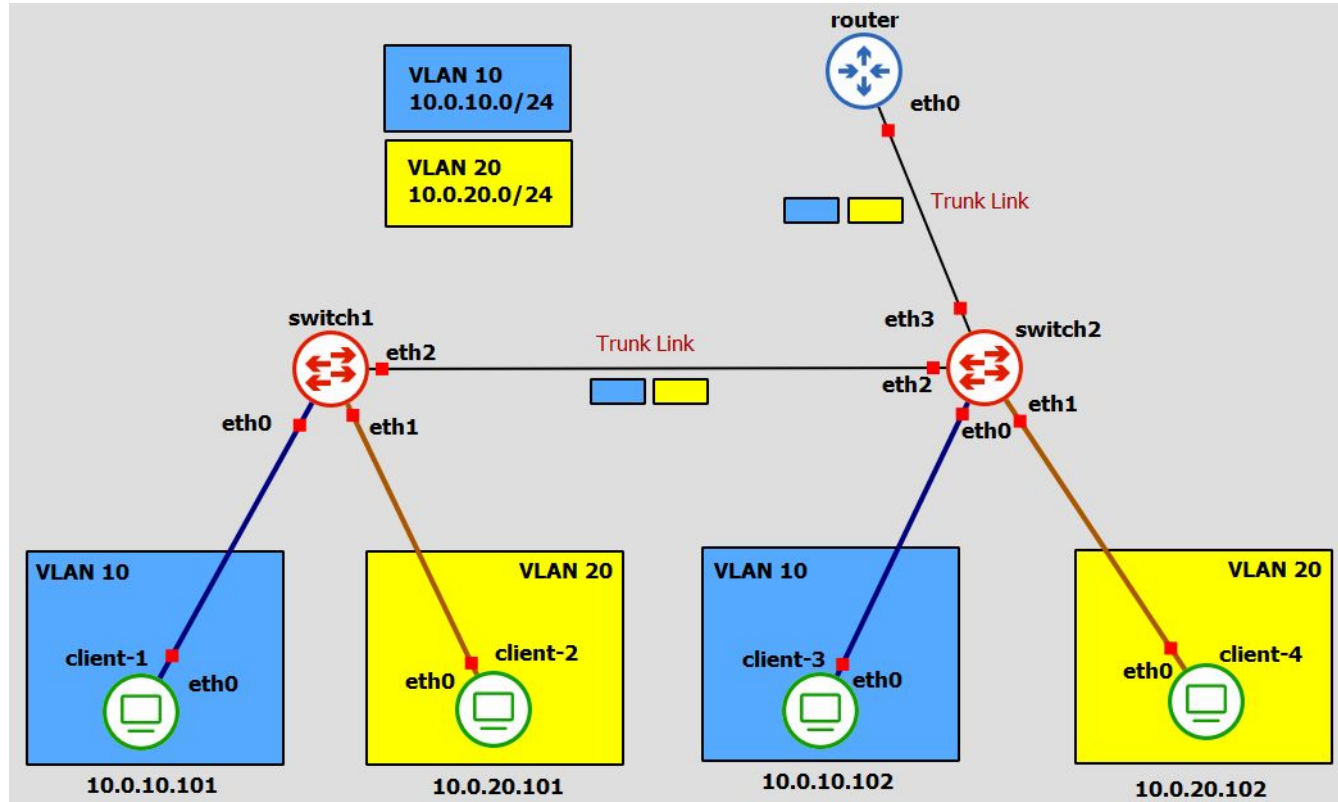 router
VLAN 10
10.0.10.0/24
eth0
VLAN 20
10.0.20.0/24
Trunk Link
switch1
eth3
switch2
eth2
Trunk Link
eth2
eth0
eth1
eth0
eth1
VLAN 10
VLAN 20
VLAN 10
VLAN 20
client-1
eth0
client-2
eth0
client-3
eth0
client-4
eth0
10.0.10.101
10.0.20.101
10.0.10.102
10.0.20.102